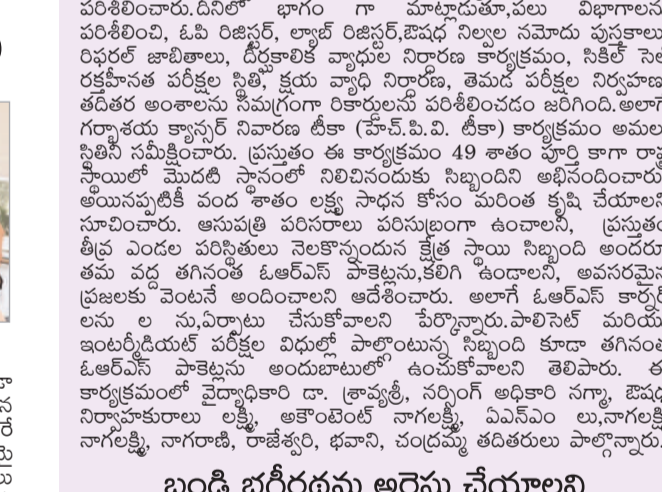 పరిశీలించారు.దీనిలో భాగం గా మాట్లాడుతూ,పలు విభాగాలను
పరిశీలించి, ఓపి రిజిస్టర్, ల్యాబ్ రిజిస్టర్,ఔషధ నిల్వల నమోదు పుస్తకాలు
రిఫరల్ జాబితాలు, దీర్ఘకాలిక వ్యాధుల నిర్ధారణ కార్యక్రమం, సికిల్ సెల
రక్తహీనత పరీక్షల స్థితి, క్షయ వ్యాధి నిర్ధారణ, తెమడ పరీక్షల నిర్వహణ
తదితర అంశాలను సమగ్రంగా రికార్డులను పరిశీలించడం జరిగింది.అలాగే
గర్భాశయ క్యాన్సర్ నివారణ టీకా (హెచ్.పి.వి. టీకా) కార్యక్రమం అమలు
స్థితిని సమీక్షించారు. ప్రస్తుతం ఈ కార్యక్రమం 49 శాతం పూర్తి కాగా రాష్ట్ర
స్థాయిలో మొదటి స్థానంలో నిలిచినందుకు సిబ్బందిని అభినందించారు
అయినప్పటికీ వంద శాతం లక్ష్య సాధన కోసం మరింత కృషి చేయాలని
సూచించారు. ఆసుపత్రి పరిసరాలు పరిసుభ్రంగా ఉంచాలని, ప్రస్తుతం
తీవ్ర ఎండల పరిస్థితులు నెలకొన్నందున క్షేత్ర స్థాయి సిబ్బంది అందరూ
తమ వద్ద తగినంత ఓఆర్ఎస్ పాకెట్లను,కలిగి ఉండాలని, అవసరమైన
ప్రజలకు వెంటనే అందించాలని ఆదేశించారు. అలాగే ఓఆర్ఎస్ కార్నర్
లను ల ను,ఏర్పాటు చేసుకోవాలని పేర్కొన్నారు.పాలిసెట్ మరియు
ఇంటర్మీడియట్ పరీక్షల విధుల్లో పాల్గొంటున్న సిబ్బంది కూడా తగినంత
ఓఆర్ఎస్ పాకెట్లను అందుబాటులో ఉంచుకోవాలని తెలిపారు. ఈ
కార్యక్రమంలో వైద్యాధికారి డా. శ్రావ్యశ్రీ, నర్సింగ్ అధికారి నగ్మా, ఔషధ
నిర్వాహకురాలు లక్ష్మి, అకౌంటెంట్ నాగలక్ష్మి, ఏఎన్ఎం లు,నాగలక్ష్మి
నాగలక్ష్మి, నాగరాణి, రాజేశ్వరి, భవాని, చంద్రమ్మ తదితరులు పాల్గొన్నారు.
బండి భగీరథను అరెస్టు చేయాలని